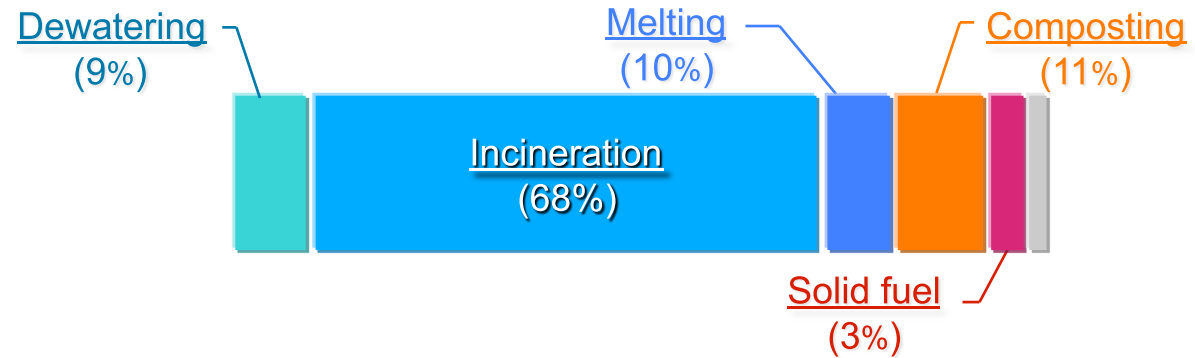 Dewatering
(9%)
Melting
(10%)
Composting
(11%)
Incineration
(68%)
Solid fuel
(3%)